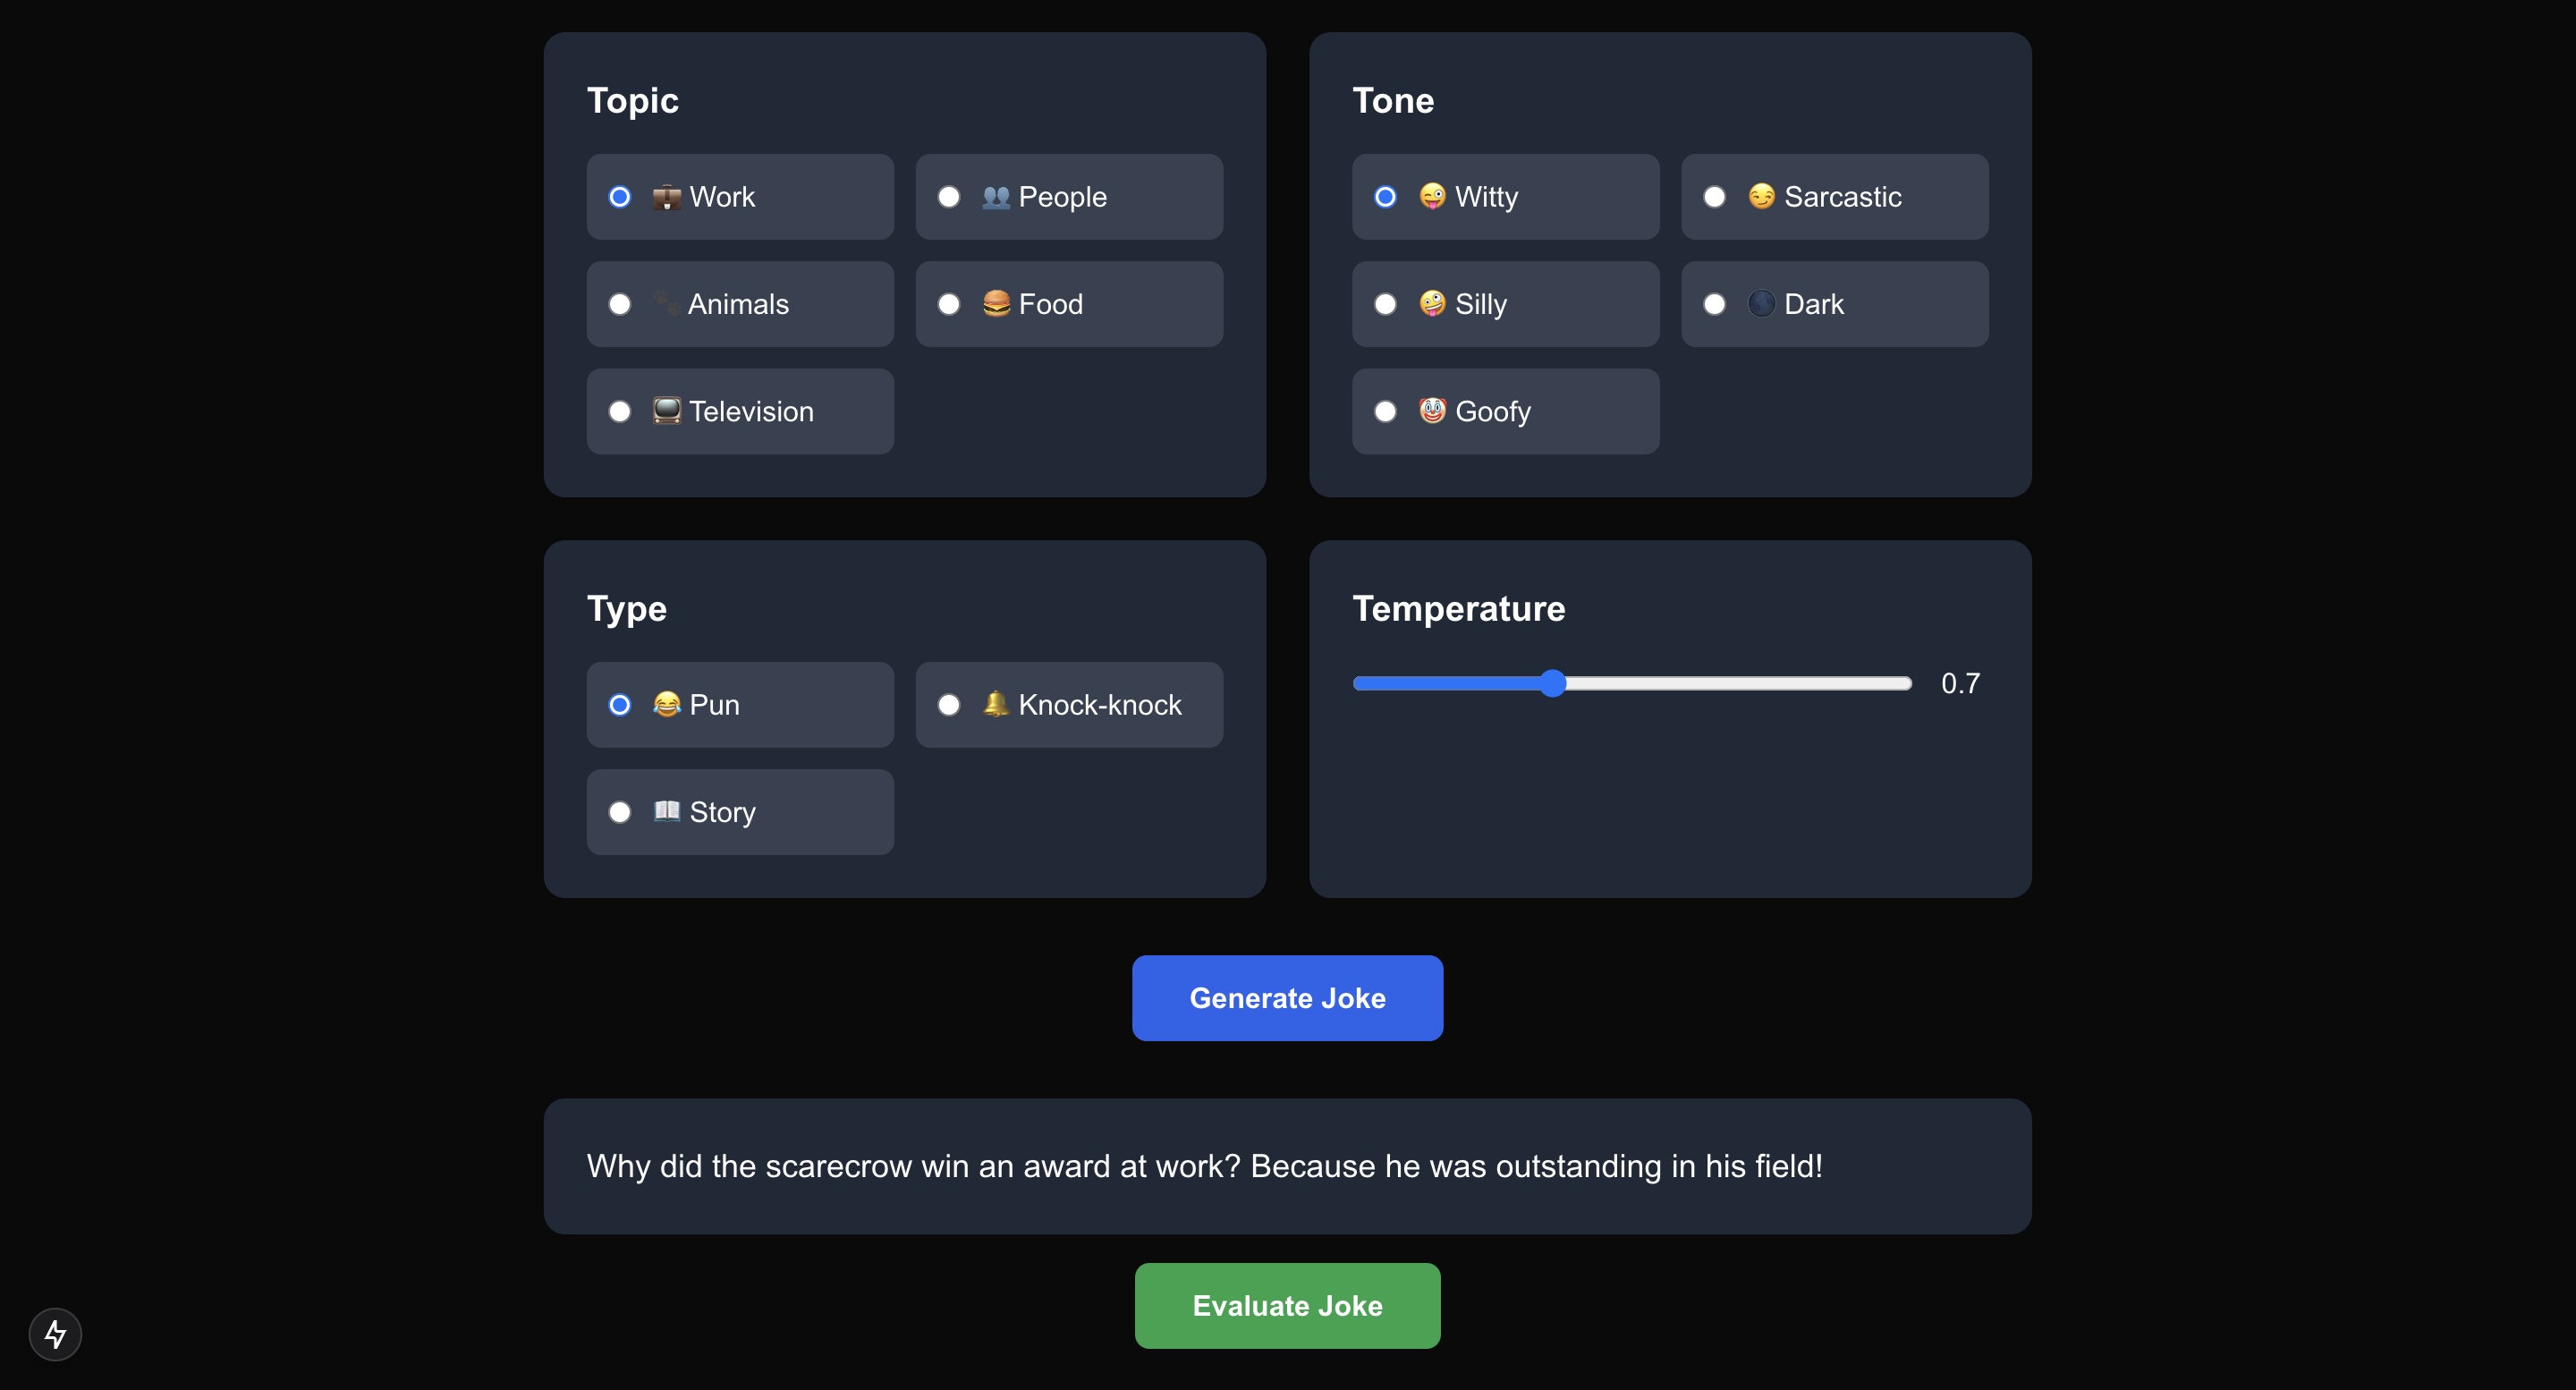 Topic
💼 Work
👥 People
🐾 Animals
🍔 Food
📺 Television
Tone
😜 Witty
😏 Sarcastic
🤪 Silly
🌑 Dark
🤡 Goofy
Type
😂 Pun
🔔 Knock-knock
📖 Story
Temperature
0.7
Generate Joke
Why did the scarecrow win an award at work? Because he was outstanding in his field!
Evaluate Joke